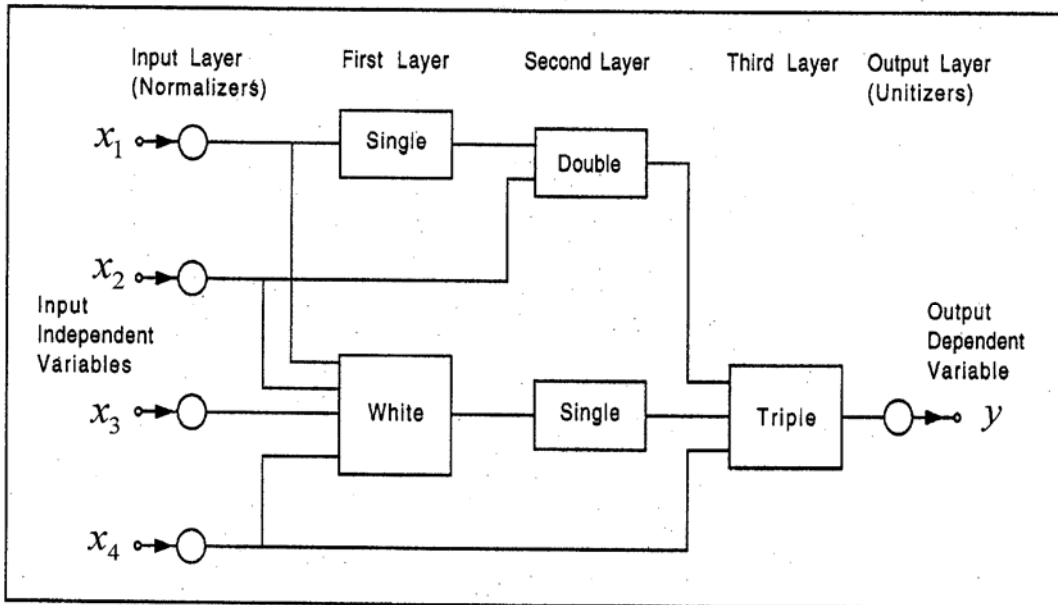 Input Layer
(Normalizers)
First Layer
Second Layer
Third Layer
Output Layer
(Unitizers)
x1
Single
Double
x2
Input
Independent
Variables
Output
Dependent
Variable
x3
White
Single
Triple
y
x4